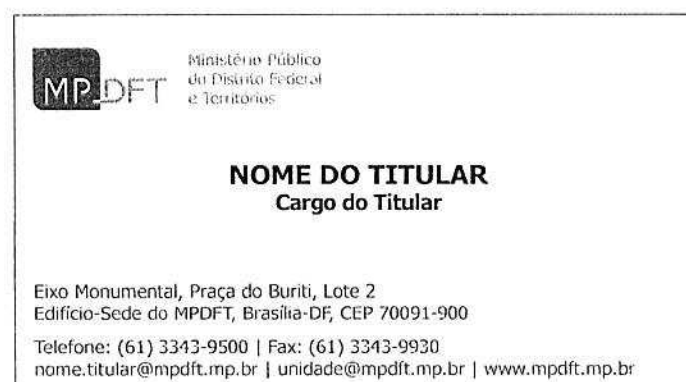 MPDFT
Ministério Público
do Distrito Federal
e Territórios
NOME DO TITULAR
Cargo do Titular
Eixo Monumental, Praça do Buriti, Lote 2
Edifício-Sede do MPDFT, Brasília-DF, CEP 70091-900
Telefone: (61) 3343-9500 | Fax: (61) 3343-9930
nome.titular@mpdft.mp.br | unidade@mpdft.mp.br | www.mpdft.mp.br